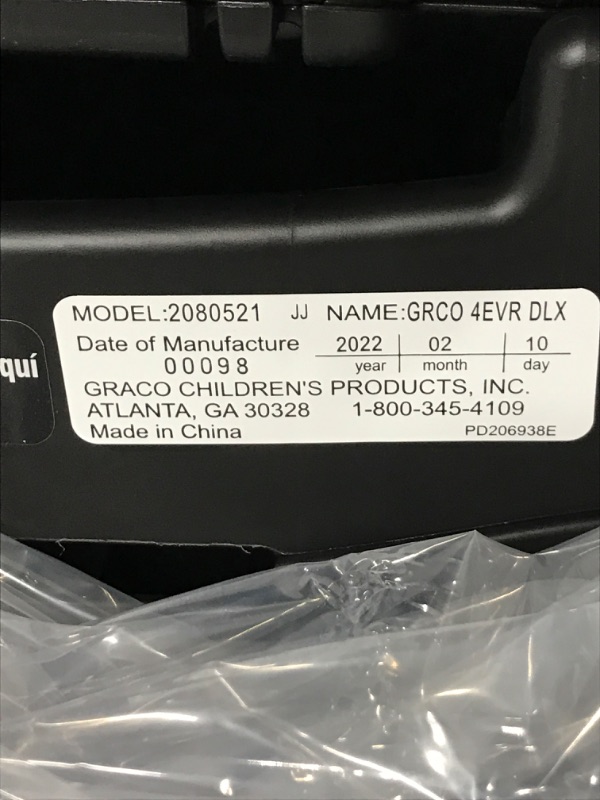 MODEL:2080521 JJ NAME:GRCO 4EVR DLX
Date of Manufacture 2022 02 10
00098 year month day
GRACO CHILDREN'S PRODUCTS, INC.
ATLANTA, GA 30328 1-800-345-4109
Made in China PD206938E
quí